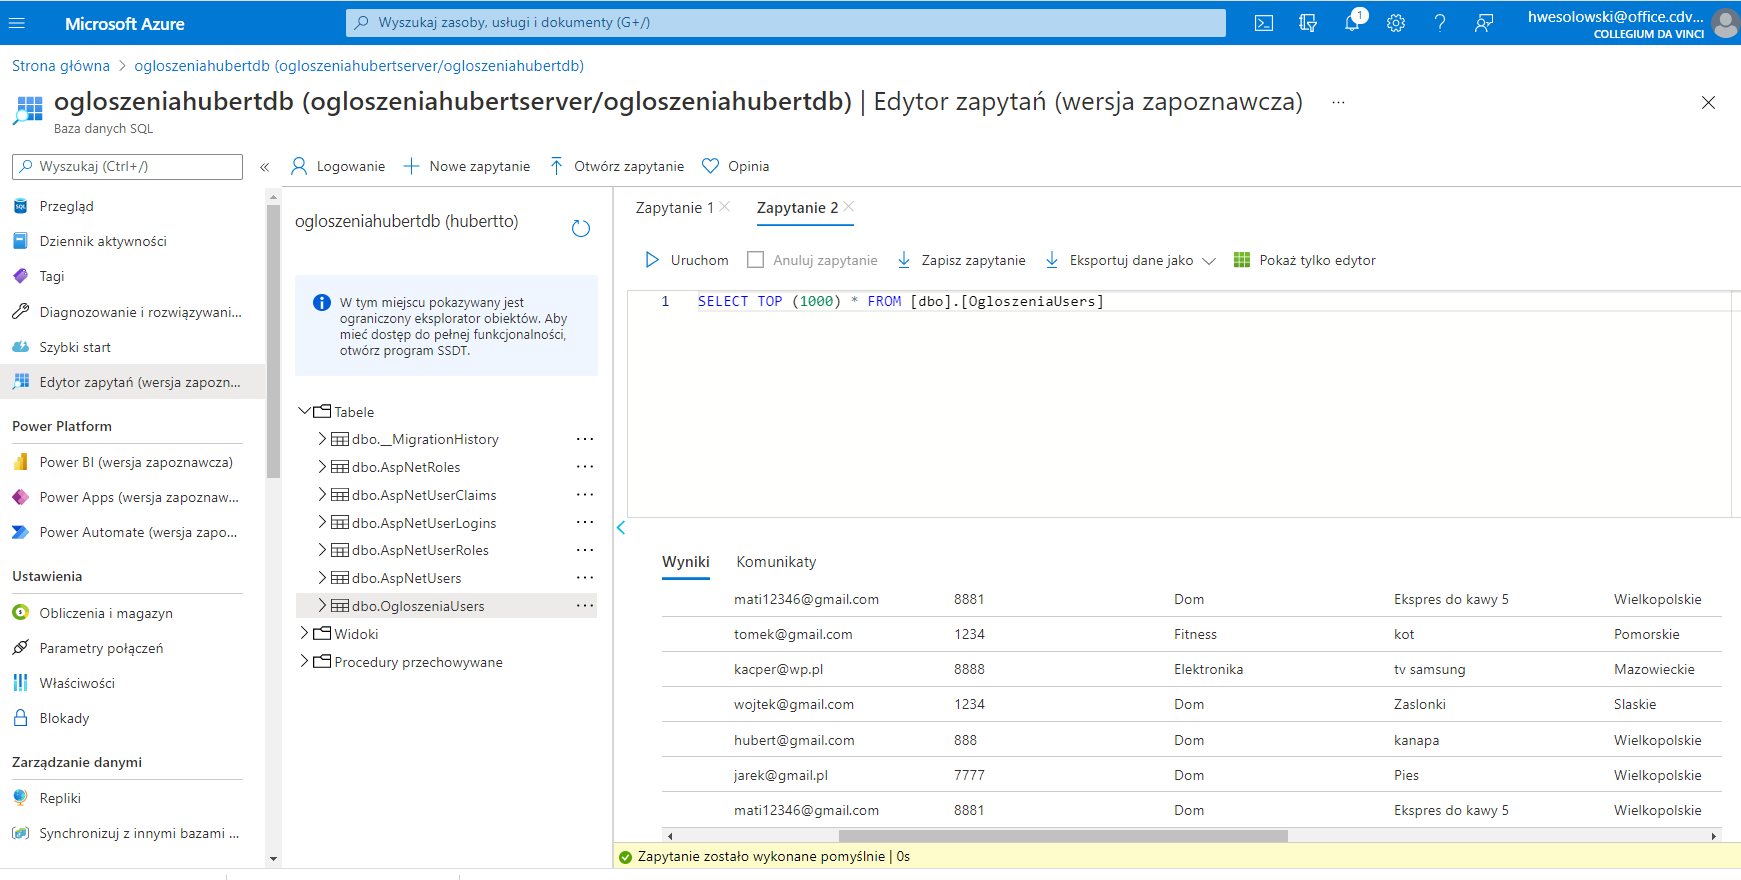 Microsoft Azure
Wyszukaj zasoby, usługi i dokumenty (G+/)
1
hwesolowski@office.cdv...
COLLEGIUM DA VINCI
Strona główna > ogloszeniahubertdb (ogloszeniahubertserver/ogloszeniahubertdb)
ogloszeniahubertdb (ogloszeniahubertserver/ogloszeniahubertdb) | Edytor zapytań (wersja zapoznawcza) ...
Baza danych SQL
Wyszukaj (Ctrl+/)
«
Logowanie
Nowe zapytanie
Otwórz zapytanie
Opinia
SQL
Przegląd
Dziennik aktywności
Tagi
Diagnozowanie i rozwiązywani...
Szybki start
Edytor zapytań (wersja zapozn...
Power Platform
Power BI (wersja zapoznawcza)
Power Apps (wersja zapoznaw...
Power Automate (wersja zapo...
Ustawienia
Obliczenia i magazyn
Parametry połączeń
Właściwości
Blokady
Zarządzanie danymi
Repliki
Synchronizuj z innymi bazami ...
ogloszeniahubertdb (hubertto)
W tym miejscu pokazywany jest
ograniczony eksplorator obiektów. Aby
mieć dostęp do pełnej funkcjonalności,
otwórz program SSDT.
Tabele
dbo.__MigrationHistory ...
dbo.AspNetRoles ...
dbo.AspNetUserClaims ...
dbo.AspNetUserLogins ...
dbo.AspNetUserRoles ...
dbo.AspNetUsers ...
dbo.OgloszeniaUsers ...
Widoki
Procedury przechowywane
Zapytanie 1
Zapytanie 2
Uruchom
Anuluj zapytanie
Zapisz zapytanie
Eksportuj dane jako
Pokaż tylko edytor
1 SELECT TOP (1000) * FROM [dbo].[OgloszeniaUsers]
Wyniki
Komunikaty
mati12346@gmail.com 8881 Dom Ekspres do kawy 5 Wielkopolskie
tomek@gmail.com 1234 Fitness kot Pomorskie
kacper@wp.pl 8888 Elektronika tv samsung Mazowieckie
wojtek@gmail.com 1234 Dom Zaslonki Slaskie
hubert@gmail.com 888 Dom kanapa Wielkopolskie
jarek@gmail.pl 7777 Dom Pies Wielkopolskie
mati12346@gmail.com 8881 Dom Ekspres do kawy 5 Wielkopolskie
Zapytanie zostało wykonane pomyślnie | 0s